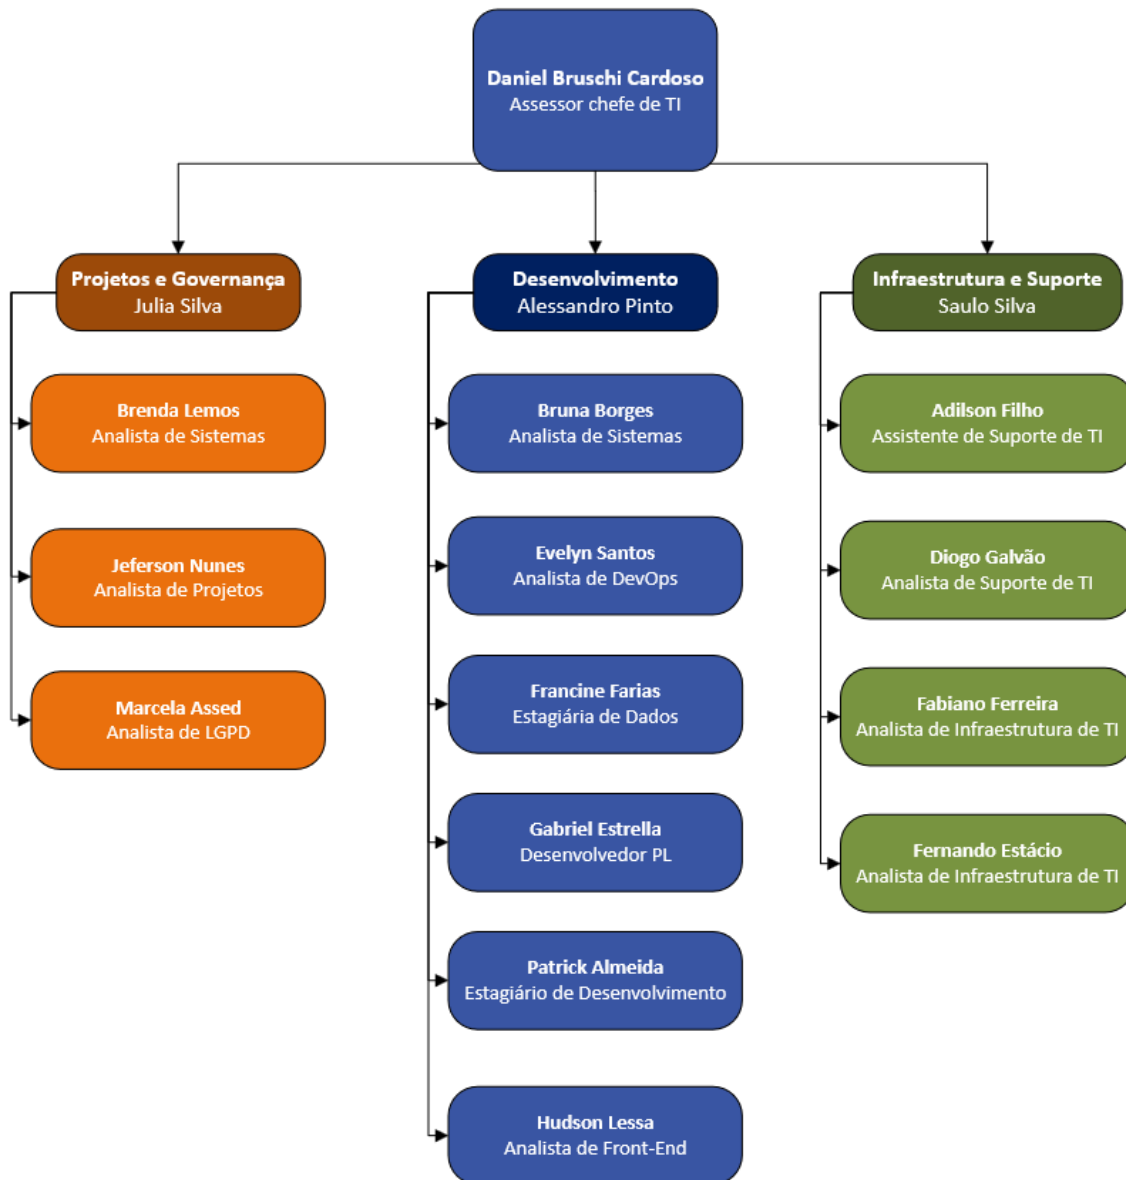 Daniel Bruschi Cardoso
Assessor chefe de TI
Projetos e Governança
Julia Silva
Brenda Lemos
Analista de Sistemas
Jeferson Nunes
Analista de Projetos
Marcela Assed
Analista de LGPD
Desenvolvimento
Alessandro Pinto
Bruna Borges
Analista de Sistemas
Evelyn Santos
Analista de DevOps
Francine Farias
Estagiária de Dados
Gabriel Estrella
Desenvolvedor PL
Patrick Almeida
Estagiário de Desenvolvimento
Hudson Lessa
Analista de Front-End
Infraestrutura e Suporte
Saulo Silva
Adilson Filho
Assistente de Suporte de TI
Diogo Galvão
Analista de Suporte de TI
Fabiano Ferreira
Analista de Infraestrutura de TI
Fernando Estácio
Analista de Infraestrutura de TI